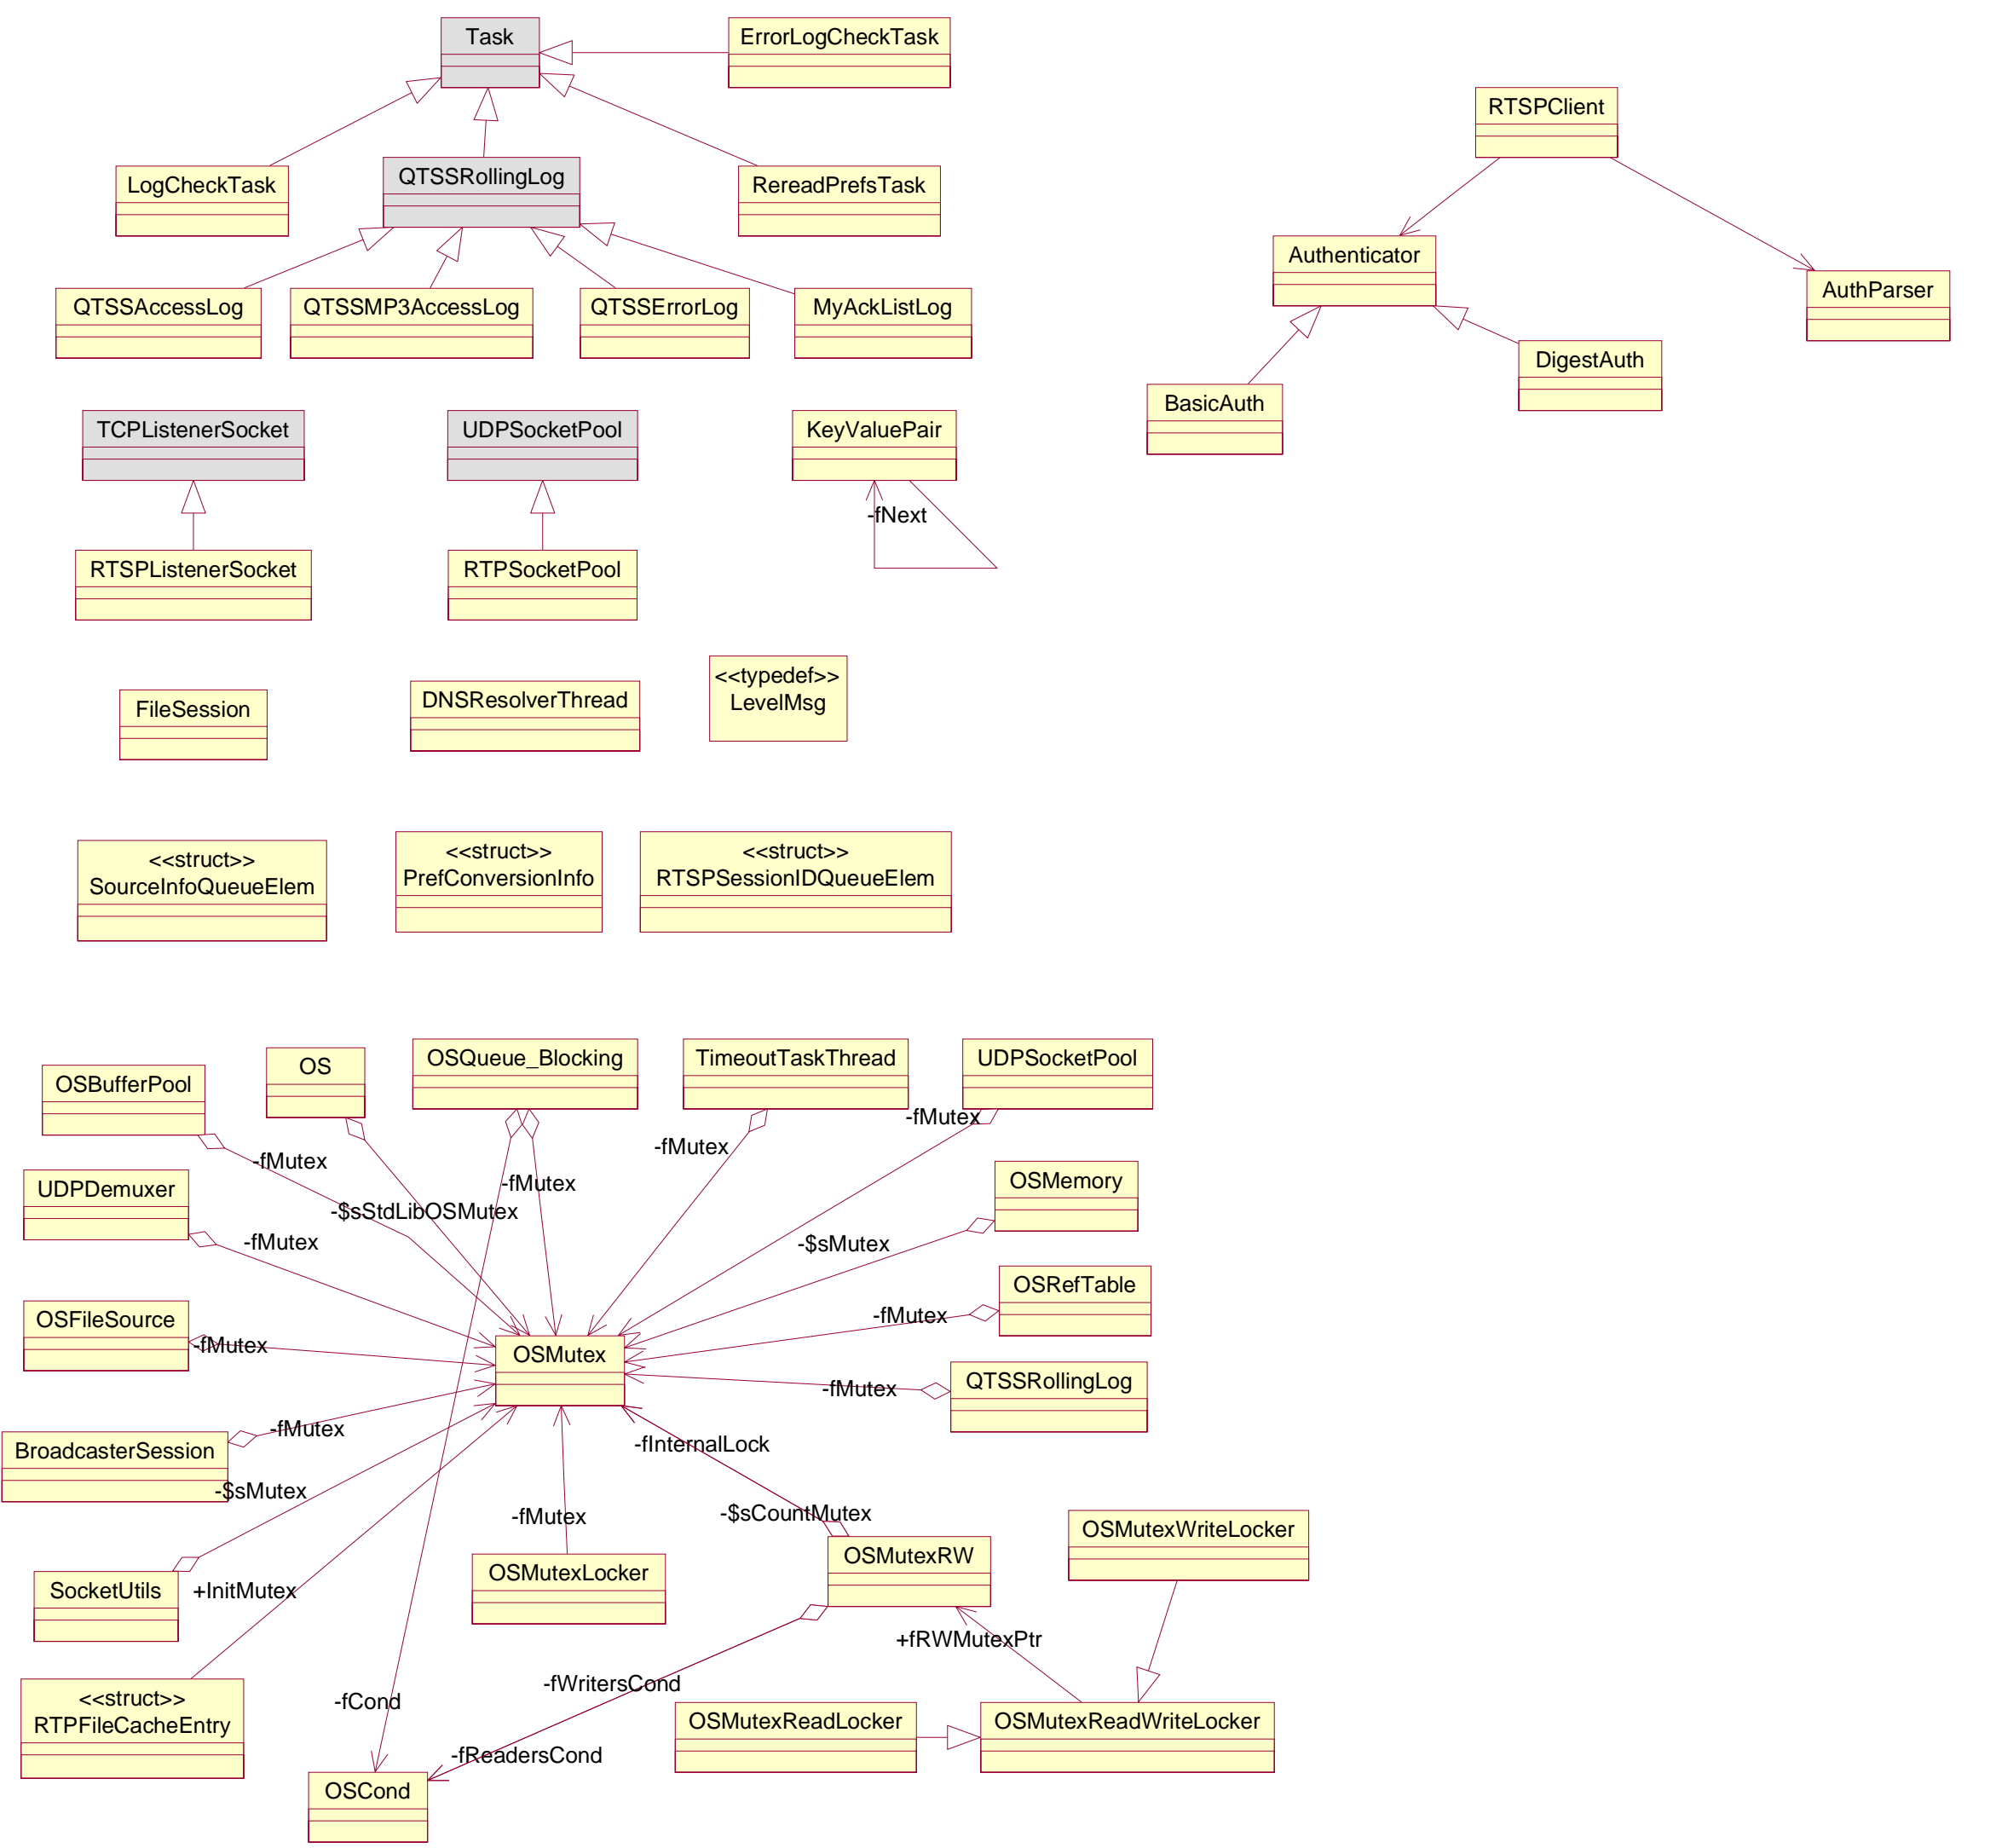 Task
ErrorLogCheckTask
RTSPClient
LogCheckTask
QTSSRollingLog
RereadPrefsTask
Authenticator
AuthParser
QTSSAccessLog
QTSSMP3AccessLog
QTSSErrorLog
MyAckListLog
DigestAuth
BasicAuth
TCPListenerSocket
UDPSocketPool
KeyValuePair
-fNext
RTSPListenerSocket
RTPSocketPool
<<typedef>>
LevelMsg
FileSession
DNSResolverThread
<<struct>>
SourceInfoQueueElem
<<struct>>
PrefConversionInfo
<<struct>>
RTSPSessionIDQueueElem
OSBufferPool
OS
OSQueue_Blocking
TimeoutTaskThread
UDPSocketPool
-fMutex
-fMutex
-fMutex
-fMutex
UDPDemuxer
OSMemory
-$sStdLibOSMutex
-fMutex
-$sMutex
OSRefTable
OSFileSource
-fMutex
-fMutex
OSMutex
QTSSRollingLog
-fMutex
-fMutex
BroadcasterSession
-fInternalLock
-$sMutex
-fMutex
-$sCountMutex
OSMutexWriteLocker
OSMutexRW
OSMutexLocker
SocketUtils
+InitMutex
+fRWMutexPtr
-fWritersCond
-fCond
<<struct>>
RTPFileCacheEntry
OSMutexReadLocker
OSMutexReadWriteLocker
-fReadersCond
OSCond